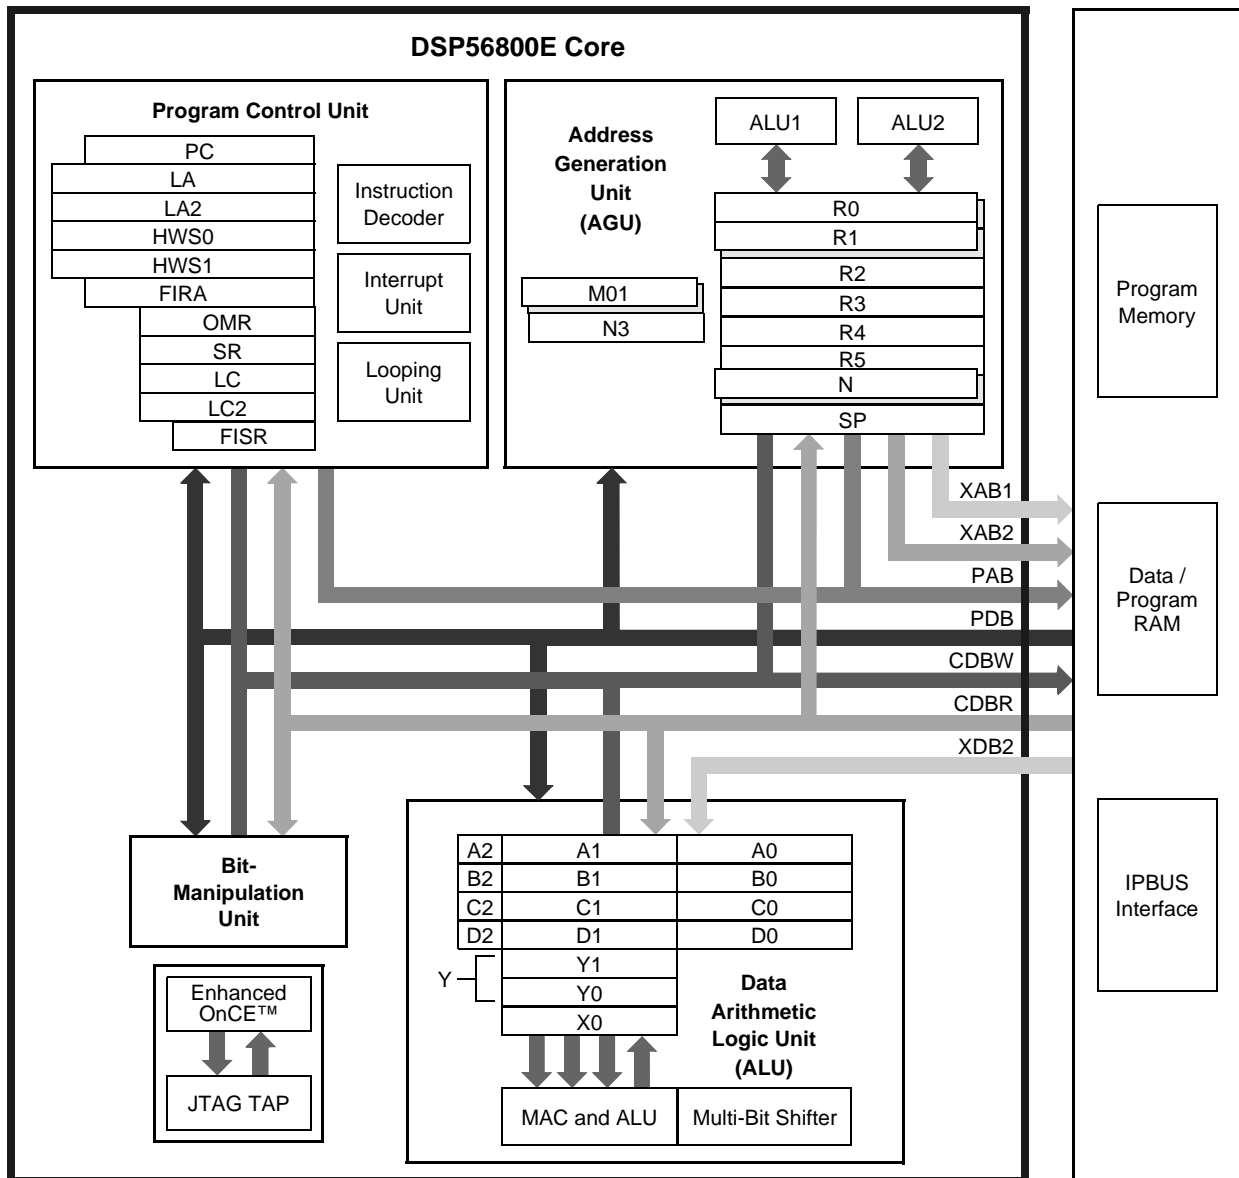 DSP56800E Core
Program Control Unit
PC
LA
LA2
HWS0
HWS1
FIRA
OMR
SR
LC
LC2
FISR
Instruction
Decoder
Interrupt
Unit
Looping
Unit
Address
Generation
Unit
(AGU)
ALU1
ALU2
R0
R1
R2
R3
R4
R5
N
SP
M01
N3
XAB1
XAB2
PAB
PDB
CDBW
CDBR
XDB2
Program
Memory
Data /
Program
RAM
IPBUS
Interface
Bit-
Manipulation
Unit
Enhanced
OnCE™
JTAG TAP
A2 A1 A0
B2 B1 B0
C2 C1 C0
D2 D1 D0
Y
Y1
Y0
X0
Data
Arithmetic
Logic Unit
(ALU)
MAC and ALU
Multi-Bit Shifter